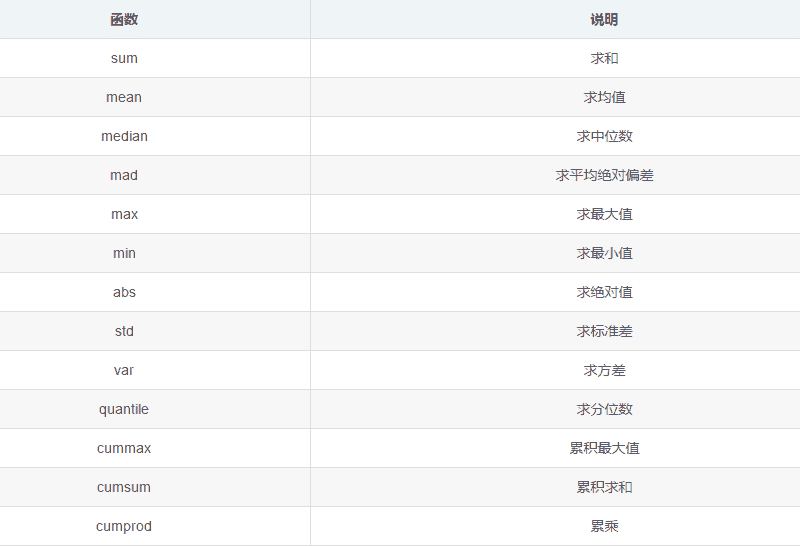 函数 说明
sum 求和
mean 求均值
median 求中位数
mad 求平均绝对偏差
max 求最大值
min 求最小值
abs 求绝对值
std 求标准差
var 求方差
quantile 求分位数
cummax 累积最大值
cumsum 累积求和
cumprod 累乘